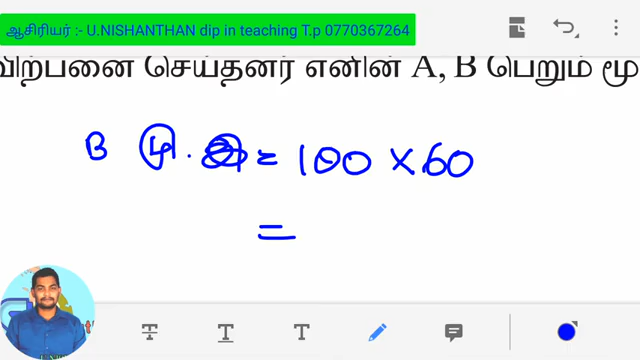 ஆசிரியர் :- U.NISHANTHAN dip in teaching T.p 0770367264
விற்பனை செய்தனர் எனின் A, B பெறும் மூ
B மு. = 100 × 60
=
T T T